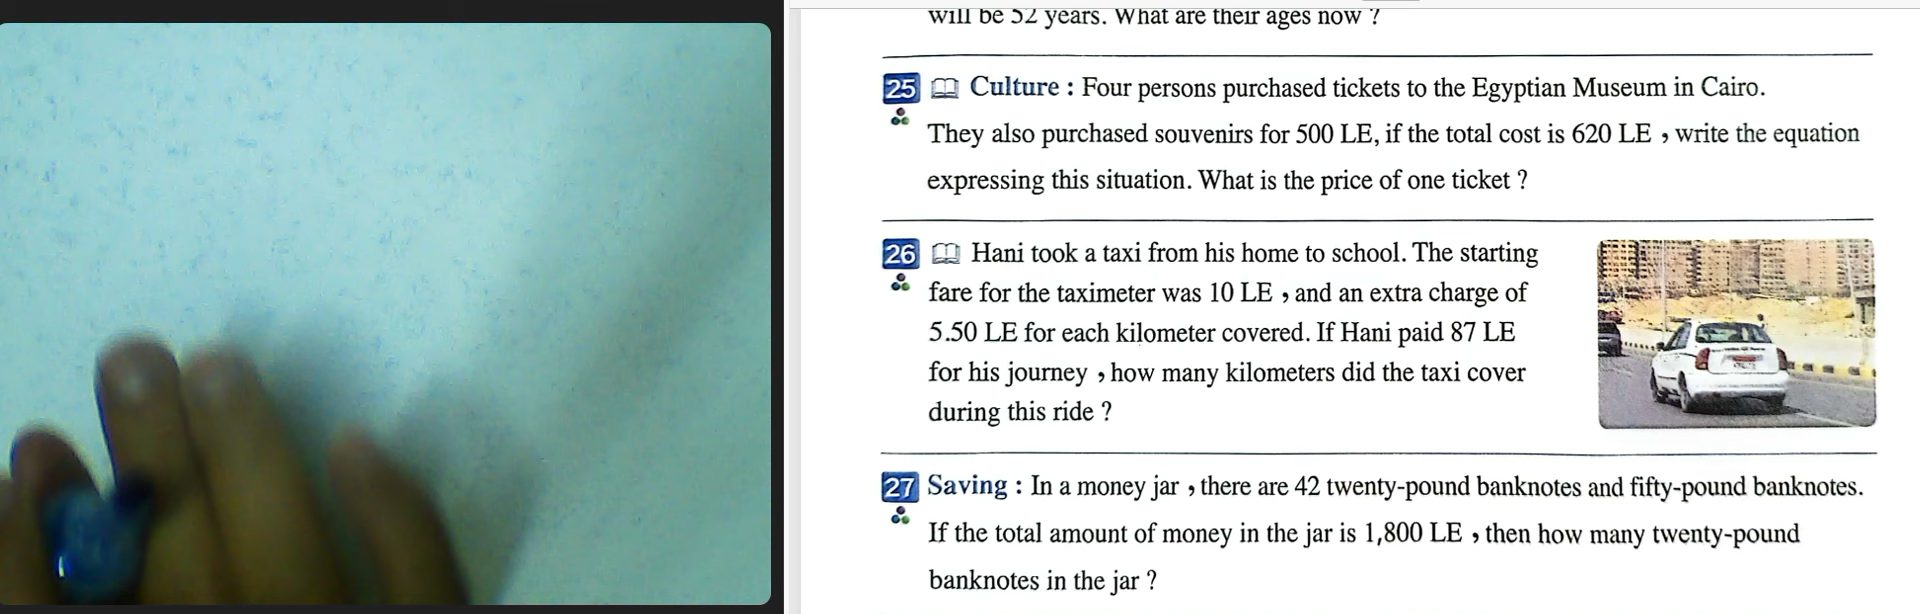 will be 52 years. What are their ages now ?
25 Culture : Four persons purchased tickets to the Egyptian Museum in Cairo.
They also purchased souvenirs for 500 LE, if the total cost is 620 LE , write the equation
expressing this situation. What is the price of one ticket ?
26 Hani took a taxi from his home to school. The starting
fare for the taximeter was 10 LE , and an extra charge of
5.50 LE for each kilometer covered. If Hani paid 87 LE
for his journey , how many kilometers did the taxi cover
during this ride ?
27 Saving : In a money jar , there are 42 twenty-pound banknotes and fifty-pound banknotes.
If the total amount of money in the jar is 1,800 LE , then how many twenty-pound
banknotes in the jar ?